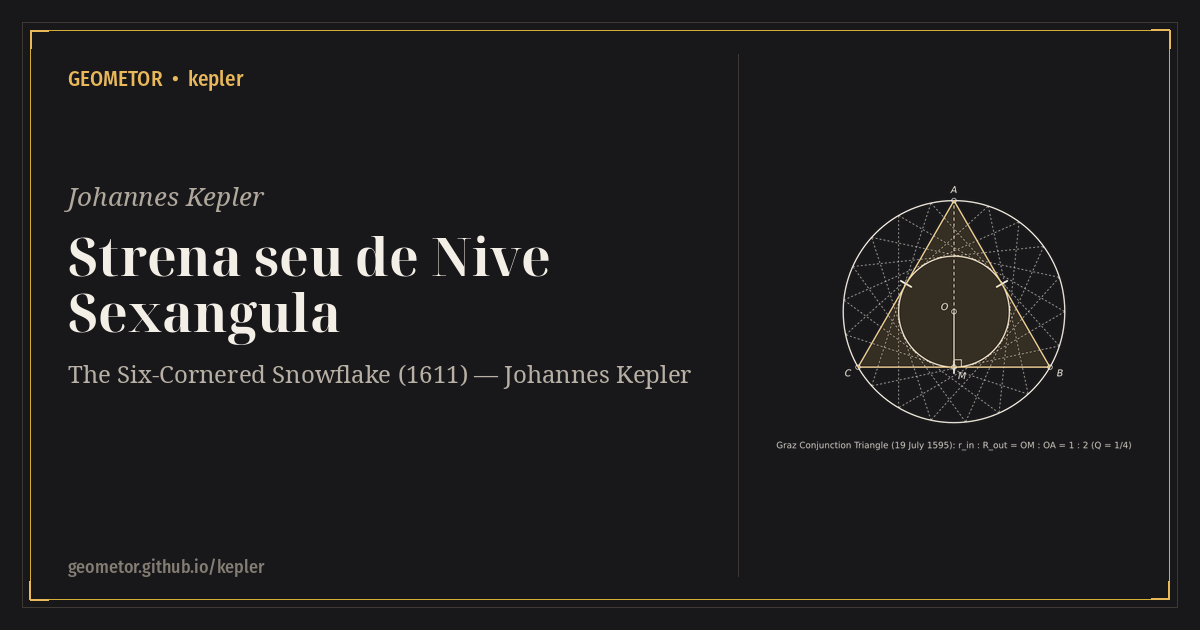 GEOMETOR • kepler
Johannes Kepler
Strena seu de Nive
Sexangula
The Six-Cornered Snowflake (1611) — Johannes Kepler
geometor.github.io/kepler
A
O
C
M
B
Graz Conjunction Triangle (19 July 1595): r_in : R_out = OM : OA = 1 : 2 (Q = 1/4)